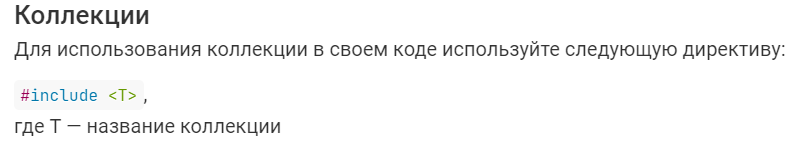 Коллекции
Для использования коллекции в своем коде используйте следующую директиву:
#include <T>,
где T — название коллекции